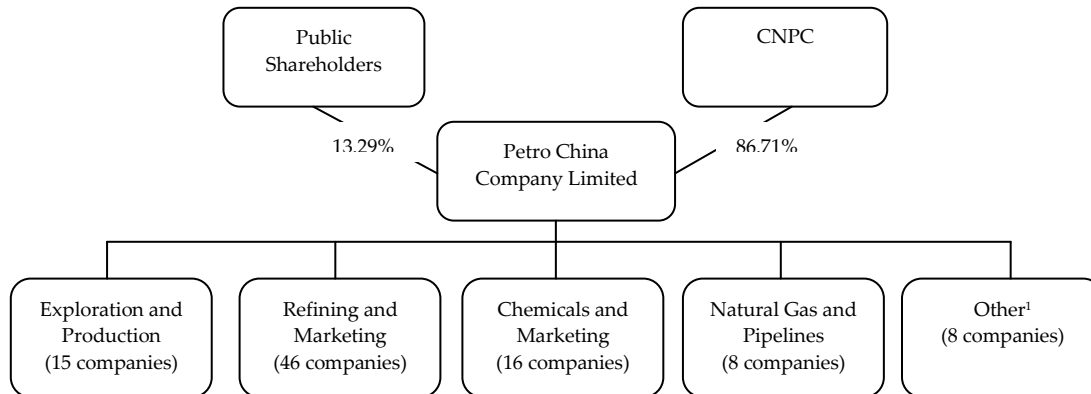 Public
Shareholders
CNPC
13.29%
86.71%
Petro China
Company Limited
Exploration and
Production
(15 companies)
Refining and
Marketing
(46 companies)
Chemicals and
Marketing
(16 companies)
Natural Gas and
Pipelines
(8 companies)
Other¹
(8 companies)